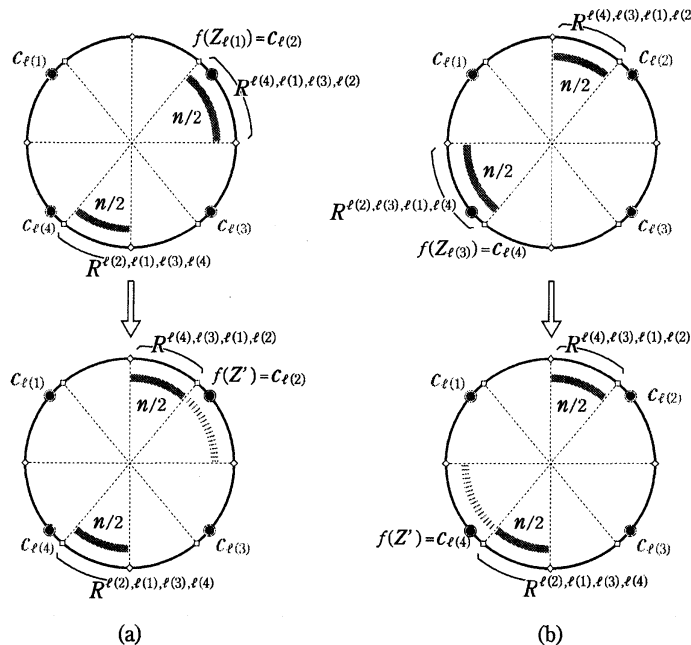 f(Z_{ℓ(1)}) = c_{ℓ(2)}
c_{ℓ(1)}
R^{ℓ(4),ℓ(1),ℓ(3),ℓ(2)}
n/2
n/2
c_{ℓ(4)}
c_{ℓ(3)}
R^{ℓ(2),ℓ(1),ℓ(3),ℓ(4)}
R^{ℓ(4),ℓ(3),ℓ(1),ℓ(2)}
c_{ℓ(1)}
c_{ℓ(2)}
n/2
n/2
R^{ℓ(2),ℓ(3),ℓ(1),ℓ(4)}
c_{ℓ(3)}
f(Z_{ℓ(3)}) = c_{ℓ(4)}
R^{ℓ(4),ℓ(3),ℓ(1),ℓ(2)}
c_{ℓ(1)}
f(Z') = c_{ℓ(2)}
n/2
n/2
c_{ℓ(4)}
c_{ℓ(3)}
R^{ℓ(2),ℓ(1),ℓ(3),ℓ(4)}
(a)
R^{ℓ(4),ℓ(3),ℓ(1),ℓ(2)}
c_{ℓ(1)}
c_{ℓ(2)}
n/2
n/2
f(Z') = c_{ℓ(4)}
c_{ℓ(3)}
R^{ℓ(2),ℓ(1),ℓ(3),ℓ(4)}
(b)